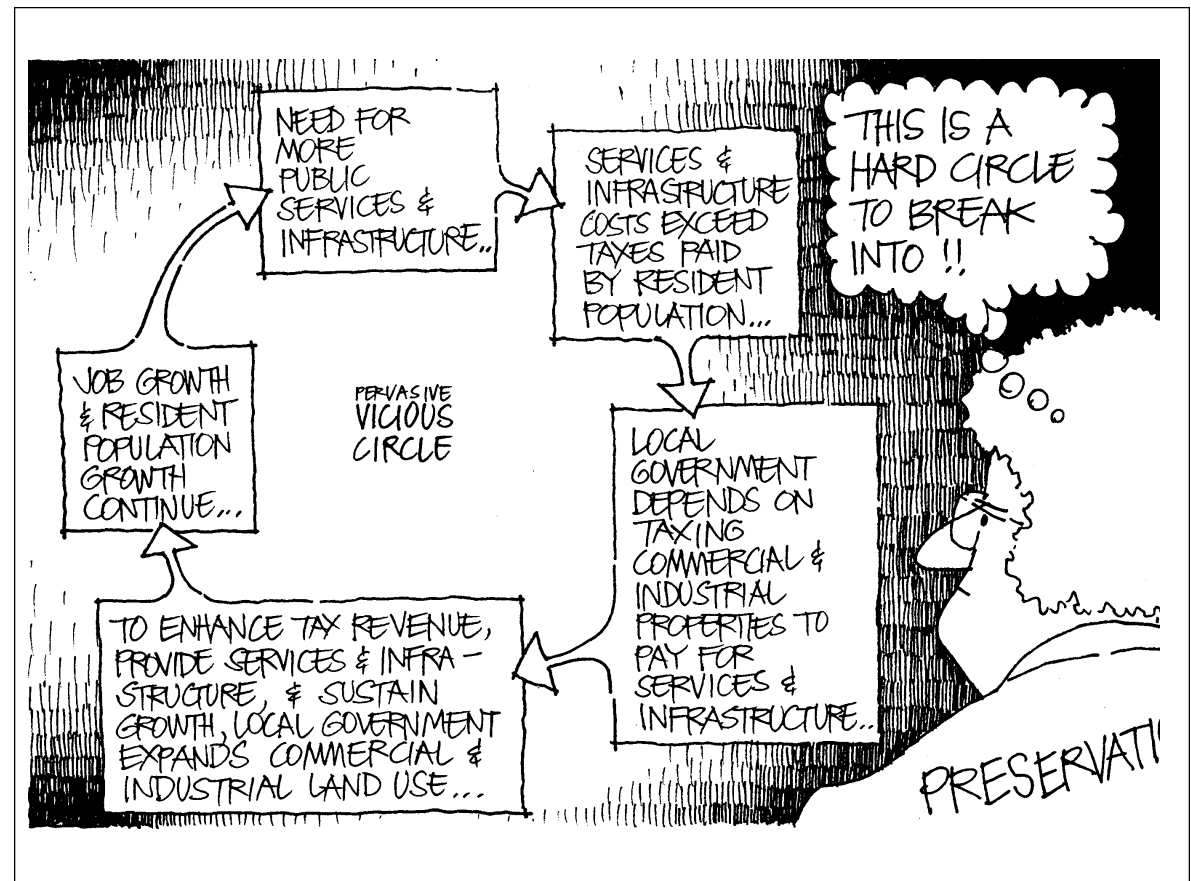 NEED FOR
MORE
PUBLIC
SERVICES &
INFRASTRUCTURE..
SERVICES &
INFRASTRUCTURE
COSTS EXCEED
TAXES PAID
BY RESIDENT
POPULATION...
LOCAL
GOVERNMENT
DEPENDS ON
TAXING
COMMERCIAL &
INDUSTRIAL
PROPERTIES TO
PAY FOR
SERVICES &
INFRASTRUCTURE..
TO ENHANCE TAX REVENUE,
PROVIDE SERVICES & INFRA-
STRUCTURE, & SUSTAIN
GROWTH, LOCAL GOVERNMENT
EXPANDS COMMERCIAL &
INDUSTRIAL LAND USE...
JOB GROWTH
& RESIDENT
POPULATION
GROWTH
CONTINUE...
PERVASIVE
VICIOUS
CIRCLE
THIS IS A
HARD CIRCLE
TO BREAK
INTO !!
PRESERVATI